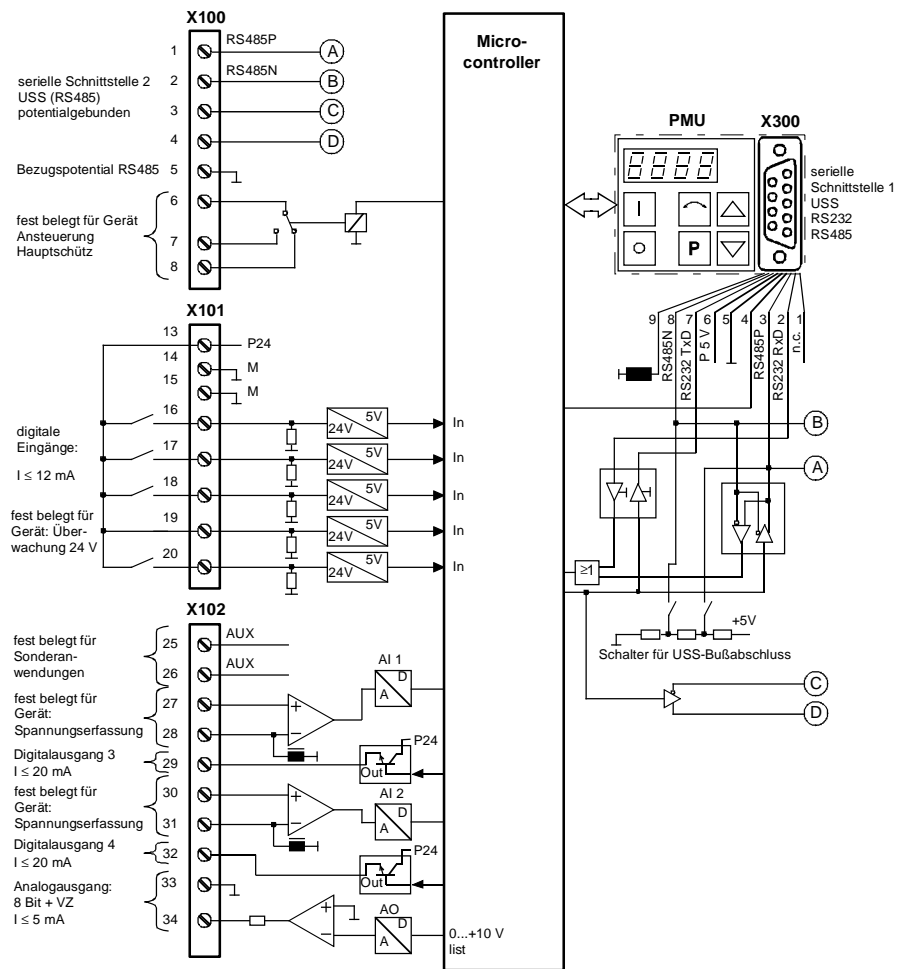 X100
1
RS485P
A
2
RS485N
B
serielle Schnittstelle 2
USS (RS485)
potentialgebunden
3
C
4
D
Bezugspotential RS485
5
6
fest belegt für Gerät
Ansteuerung
Hauptschütz
7
8
Micro-
controller
PMU
X300
P
serielle
Schnittstelle 1
USS
RS232
RS485
9
8
7
6
5
4
3
2
1
RS485N
RS232 TxD
P 5 V
RS485P
RS232 RxD
n.c.
B
A
≥1
+5V
Schalter für USS-Bußabschluss
C
D
X101
13
P24
14
M
15
M
16
5V
24V
In
digitale
Eingänge:
17
5V
24V
In
I ≤ 12 mA
18
5V
24V
In
fest belegt für
Gerät: Über-
wachung 24 V
19
5V
24V
In
20
5V
24V
In
X102
fest belegt für
Sonderan-
wendungen
25
AUX
26
AUX
fest belegt für
Gerät:
Spannungserfassung
27
28
+
−
AI 1
D
A
Digitalausgang 3
I ≤ 20 mA
29
P24
Out
fest belegt für
Gerät:
Spannungserfassung
30
31
+
−
AI 2
D
A
Digitalausgang 4
I ≤ 20 mA
32
P24
Out
Analogausgang:
8 Bit + VZ
I ≤ 5 mA
33
34
+
−
AO
D
A
0...+10 V
list